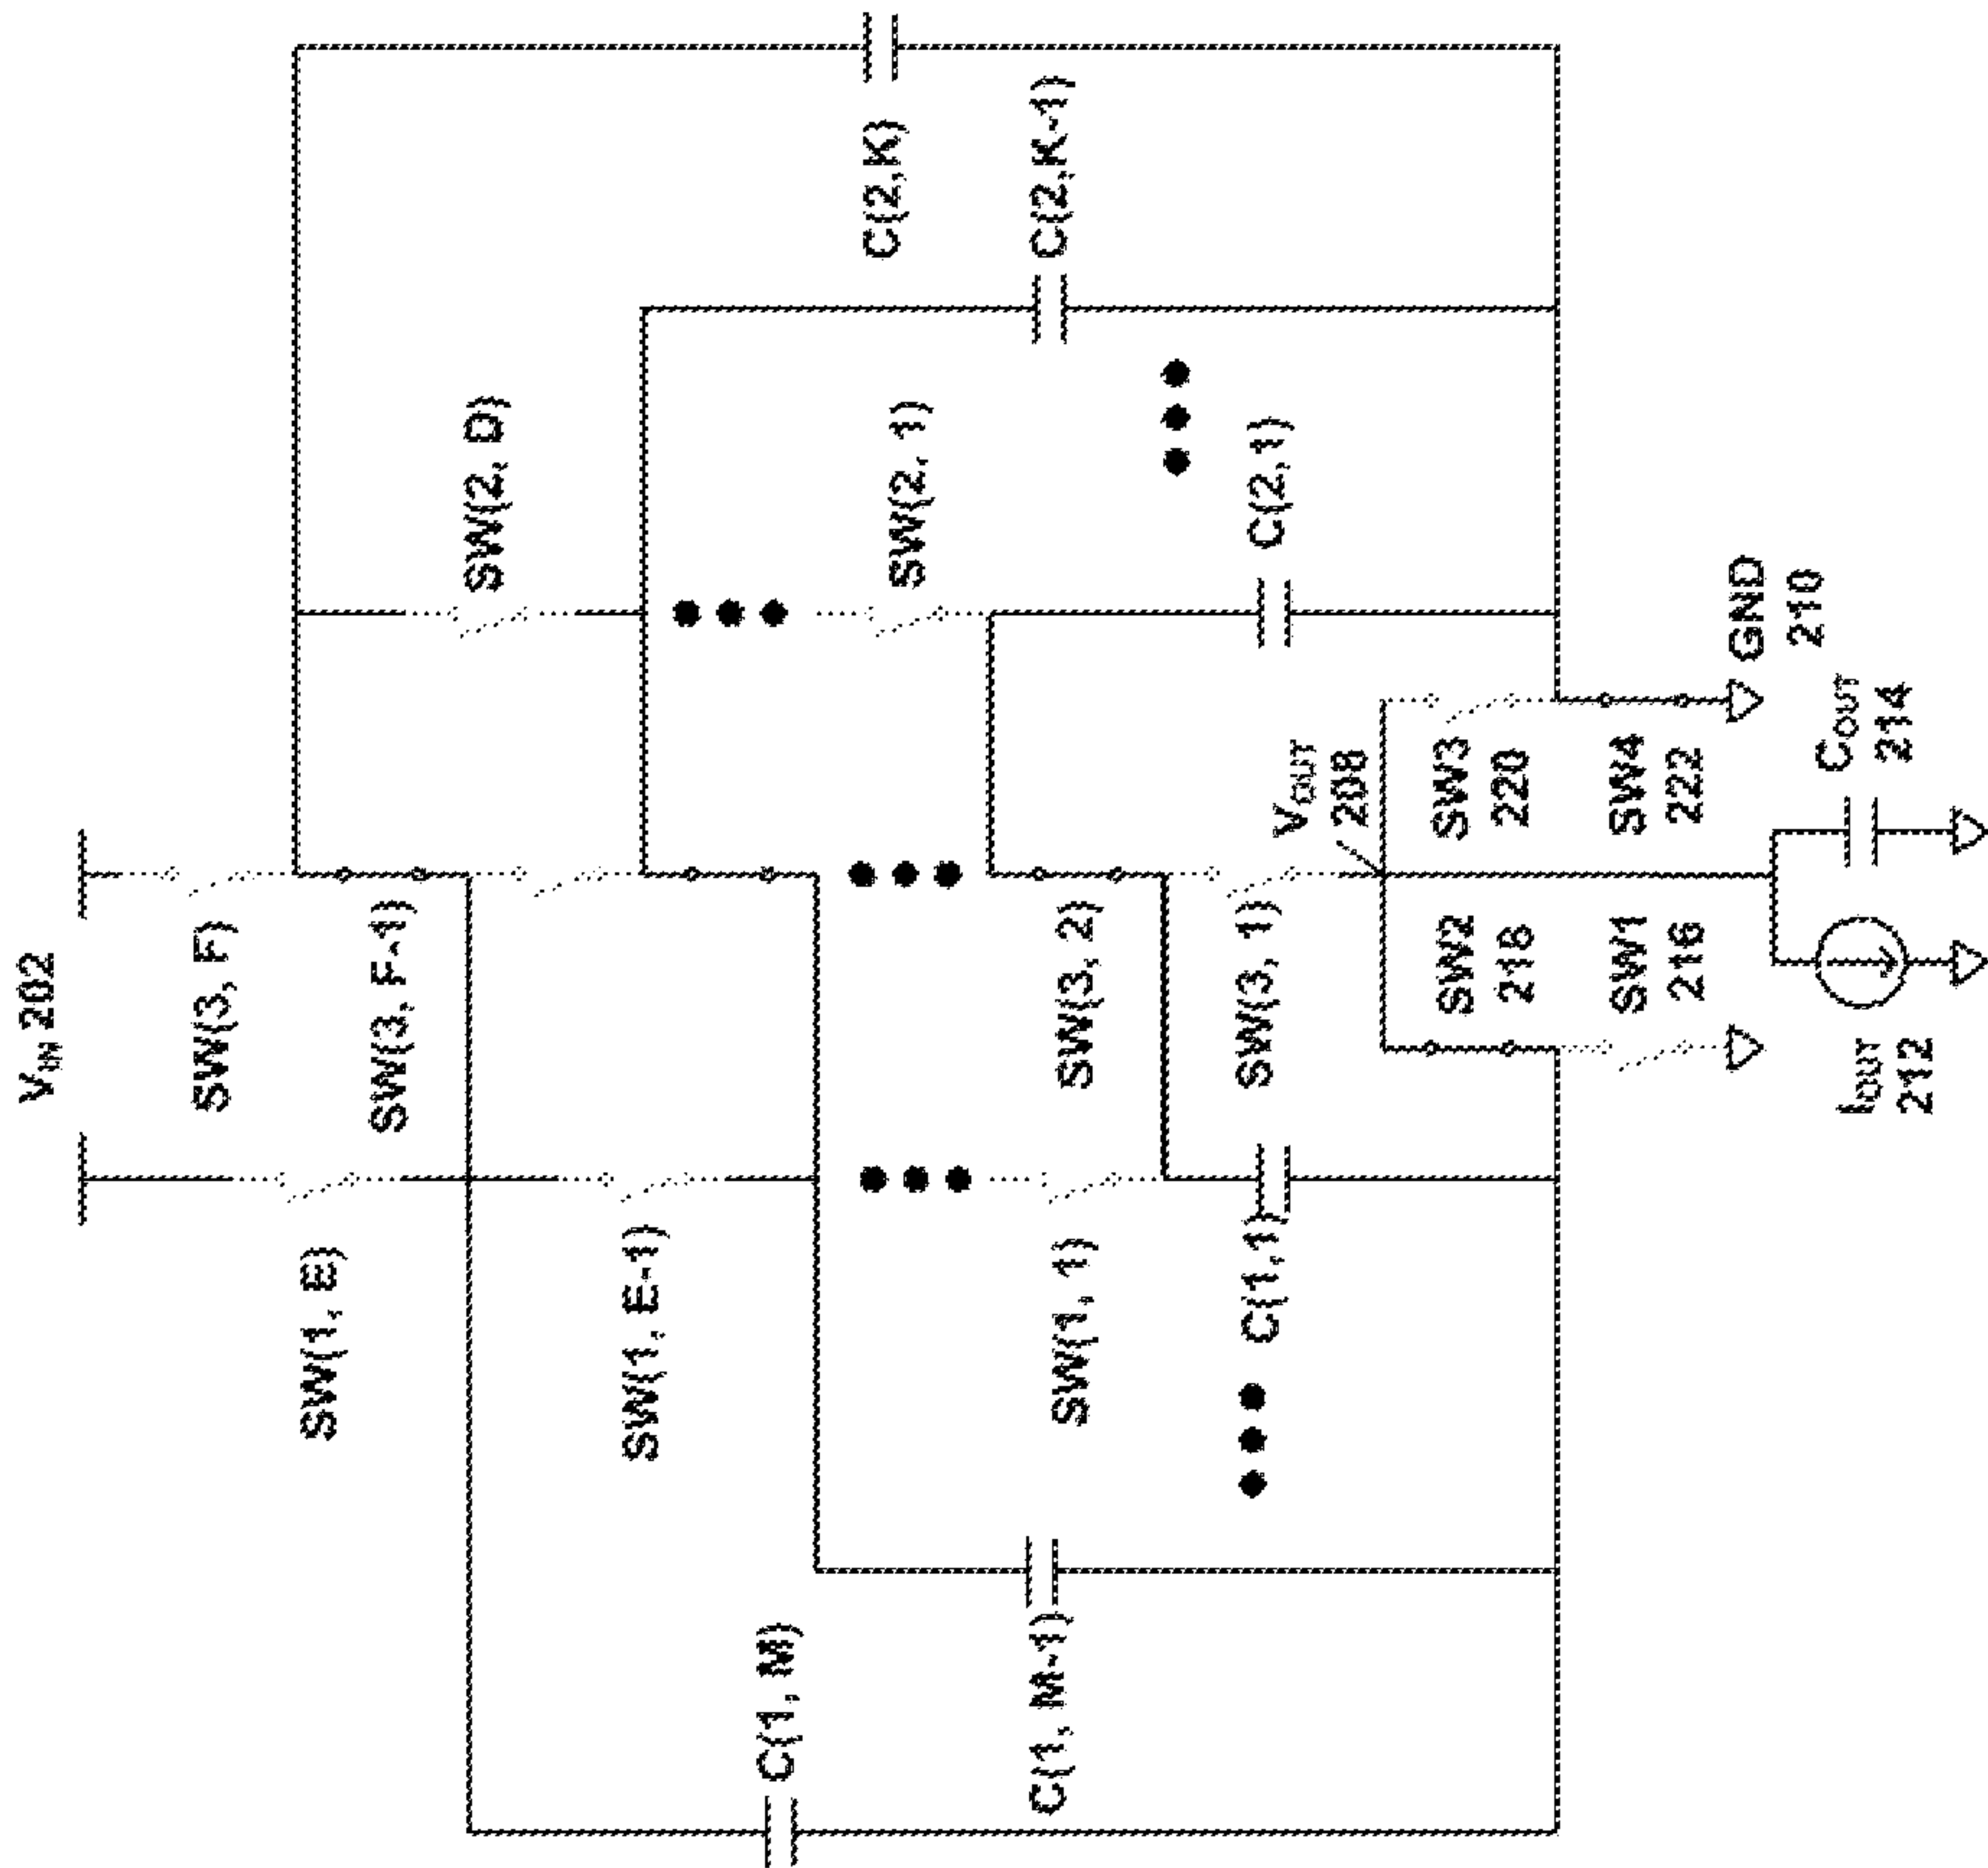 V_IN 202
SW(3, F)
SW(3, F-1)
SW(1, E)
SW(2, D)
SW(1, E-1)
C(1, M)
C(2,K)
SW(2, 1)
C(2,K-1)
C(1, M-1)
SW(1, 1)
SW(3, 2)
SW(3, 1)
C(1,1)
C(2,1)
V_OUT
208
SW2
218
SW1
216
SW3
220
SW4
222
GND
210
I_OUT
212
C_OUT
214